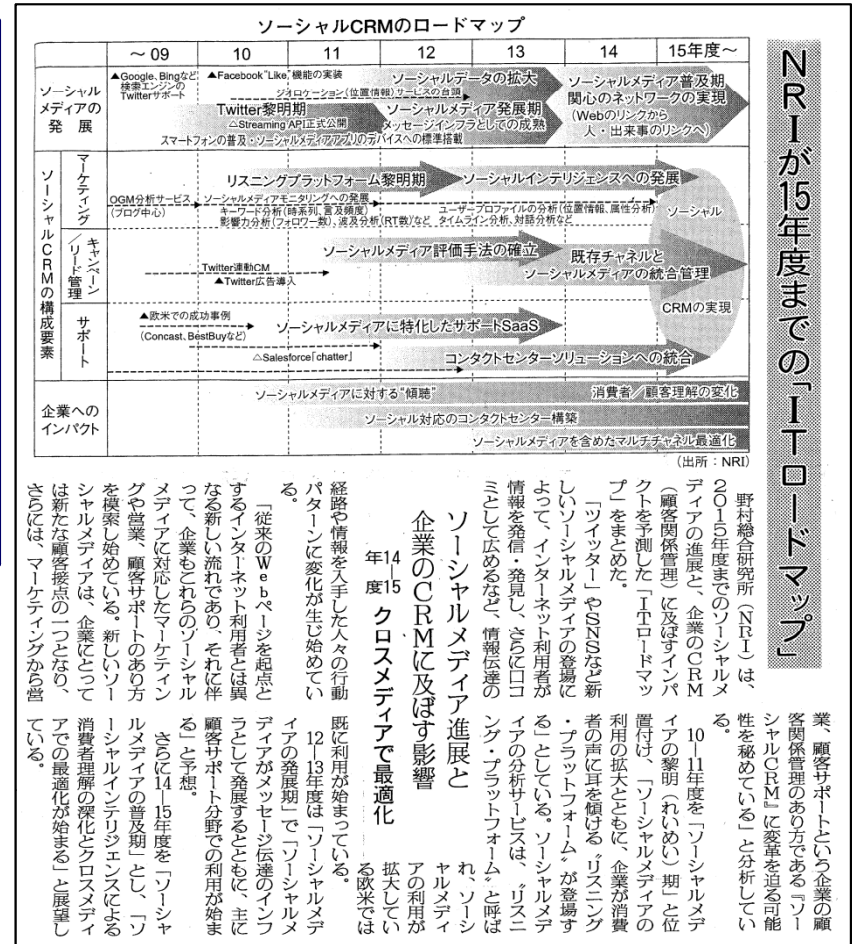 ソーシャルCRMのロードマップ
～ 09
10
11
12
13
14
15年度～
ソーシャル
メディアの
発 展
▲Google、Bingなど
検索エンジンの
Twitterサポート
▲Facebook"Like"機能の実装
ジオロケーション(位置情報)サービスの台頭
Twitter黎明期
△Streaming API正式公開
スマートフォンの普及・ソーシャルメディアアプリのデバイスへの標準搭載
ソーシャルデータの拡大
ソーシャルメディア発展期
メッセージインフラとしての成熟
ソーシャルメディア普及期
関心のネットワークの実現
(Webのリンクから
人・出来事のリンクへ)
ソーシャルCRMの構成要素
マーケティング
リスニングプラットフォーム黎明期
ソーシャルインテリジェンスへの発展
OGM分析サービス
(ブログ中心)
ソーシャルメディアモニタリングへの発展
キーワード分析(時系列、言及頻度)
影響力分析(フォロワー数)、波及分析(RT数)など
ユーザープロファイルの分析(位置情報、属性分析)
タイムライン分析、対話分析など
ソーシャル
CRMの実現
キャンペーン
／リード管理
ソーシャルメディア評価手法の確立
既存チャネルと
ソーシャルメディアの統合管理
Twitter連動CM
▲Twitter広告導入
サポート
▲欧米での成功事例
(Concast、BestBuyなど)
ソーシャルメディアに特化したサポートSaaS
△Salesforce「chatter」
コンタクトセンターソリューションへの統合
企業への
インパクト
ソーシャルメディアに対する"傾聴"
消費者／顧客理解の変化
ソーシャル対応のコンタクトセンター構築
ソーシャルメディアを含めたマルチチャネル最適化
(出所：NRI)
NRIが15年度までの「ITロードマップ」
野村総合研究所（NRI）は、
2015年度までのソーシャルメ
ディアの進展と、企業のCRM
（顧客関係管理）に及ぼすインパ
クトを予測した「ITロードマッ
プ」をまとめた。
「ツイッター」やSNSなど新
しいソーシャルメディアの登場に
よって、インターネット利用者が
情報を発信・発見し、さらに口コ
ミとして広めるなど、情報伝達の
ソーシャルメディア進展と
企業のCRMに及ぼす影響
14―15
年度
クロスメディアで最適化
経路や情報を入手した人々の行動
パターンに変化が生じ始めてい
る。
「従来のWebページを起点と
するインターネット利用者とは異
なる新しい流れであり、それに伴
って、企業もこれらのソーシャル
メディアに対応したマーケティン
グや営業、顧客サポートのあり方
を模索し始めている。新しいソー
シャルメディアは、企業にとって
は新たな顧客接点の一つとなり、
さらには、マーケティングから営
業、顧客サポートという企業の顧
客関係管理のあり方である『ソー
シャルCRM』に変革を迫る可能
性を秘めている」と分析してい
る。
10―11年度を「ソーシャルメデ
ィアの黎明（れいめい）期」と位
置付け、「ソーシャルメディアの
利用の拡大とともに、企業が消費
者の声に耳を傾ける〝リスニング
・プラットフォーム〟が登場す
る」としている。ソーシャルメデ
ィアの分析サービスは、〝リスニ
ング・プラットフォーム〟と呼ば
れ、ソーシ
ャルメディ
アの利用が
拡大してい
る欧米では
既に利用が始まっている。
12―13年度は「ソーシャルメデ
ィアの発展期」で「ソーシャルメ
ディアがメッセージ伝達のインフ
ラとして発展するとともに、主に
顧客サポート分野での利用が始ま
る」と予想。
さらに14―15年度を「ソーシャ
ルメディアの普及期」とし、「ソ
ーシャルインテリジェンスによる
消費者理解の深化とクロスメディ
アでの最適化が始まる」と展望し
ている。